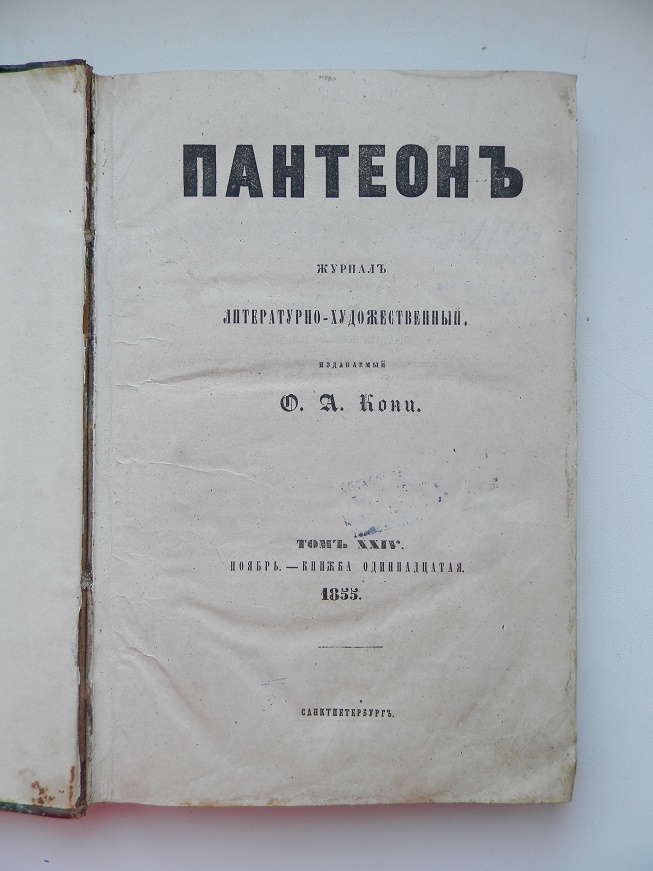 ПАНТЕОНЪ
ЖУРНАЛЪ
ЛИТЕРАТУРНО-ХУДОЖЕСТВЕННЫЙ,
ИЗДАВАЕМЫЙ
Ѳ. А. Кони.
ТОМЪ XXIV.
НОЯБРЬ.—КНИЖКА ОДИННАДЦАТАЯ.
1855.
САНКТПЕТЕРБУРГЪ.